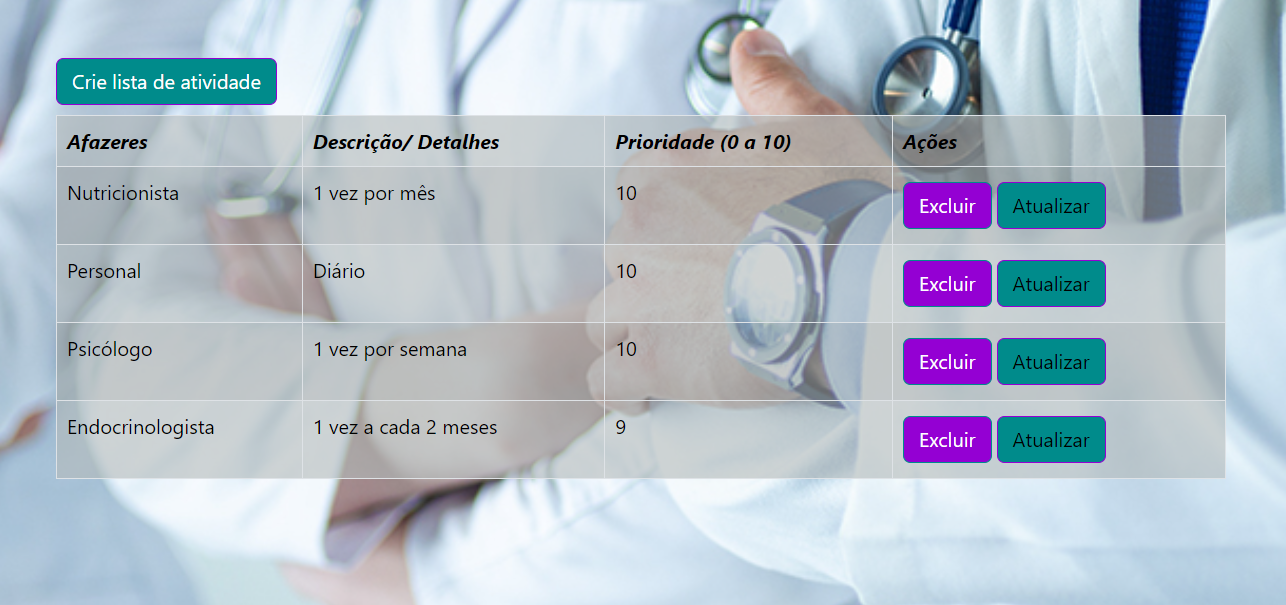 Crie lista de atividade
Afazeres Descrição/ Detalhes Prioridade (0 a 10) Ações
Nutricionista 1 vez por mês 10 Excluir Atualizar
Personal Diário 10 Excluir Atualizar
Psicólogo 1 vez por semana 10 Excluir Atualizar
Endocrinologista 1 vez a cada 2 meses 9 Excluir Atualizar